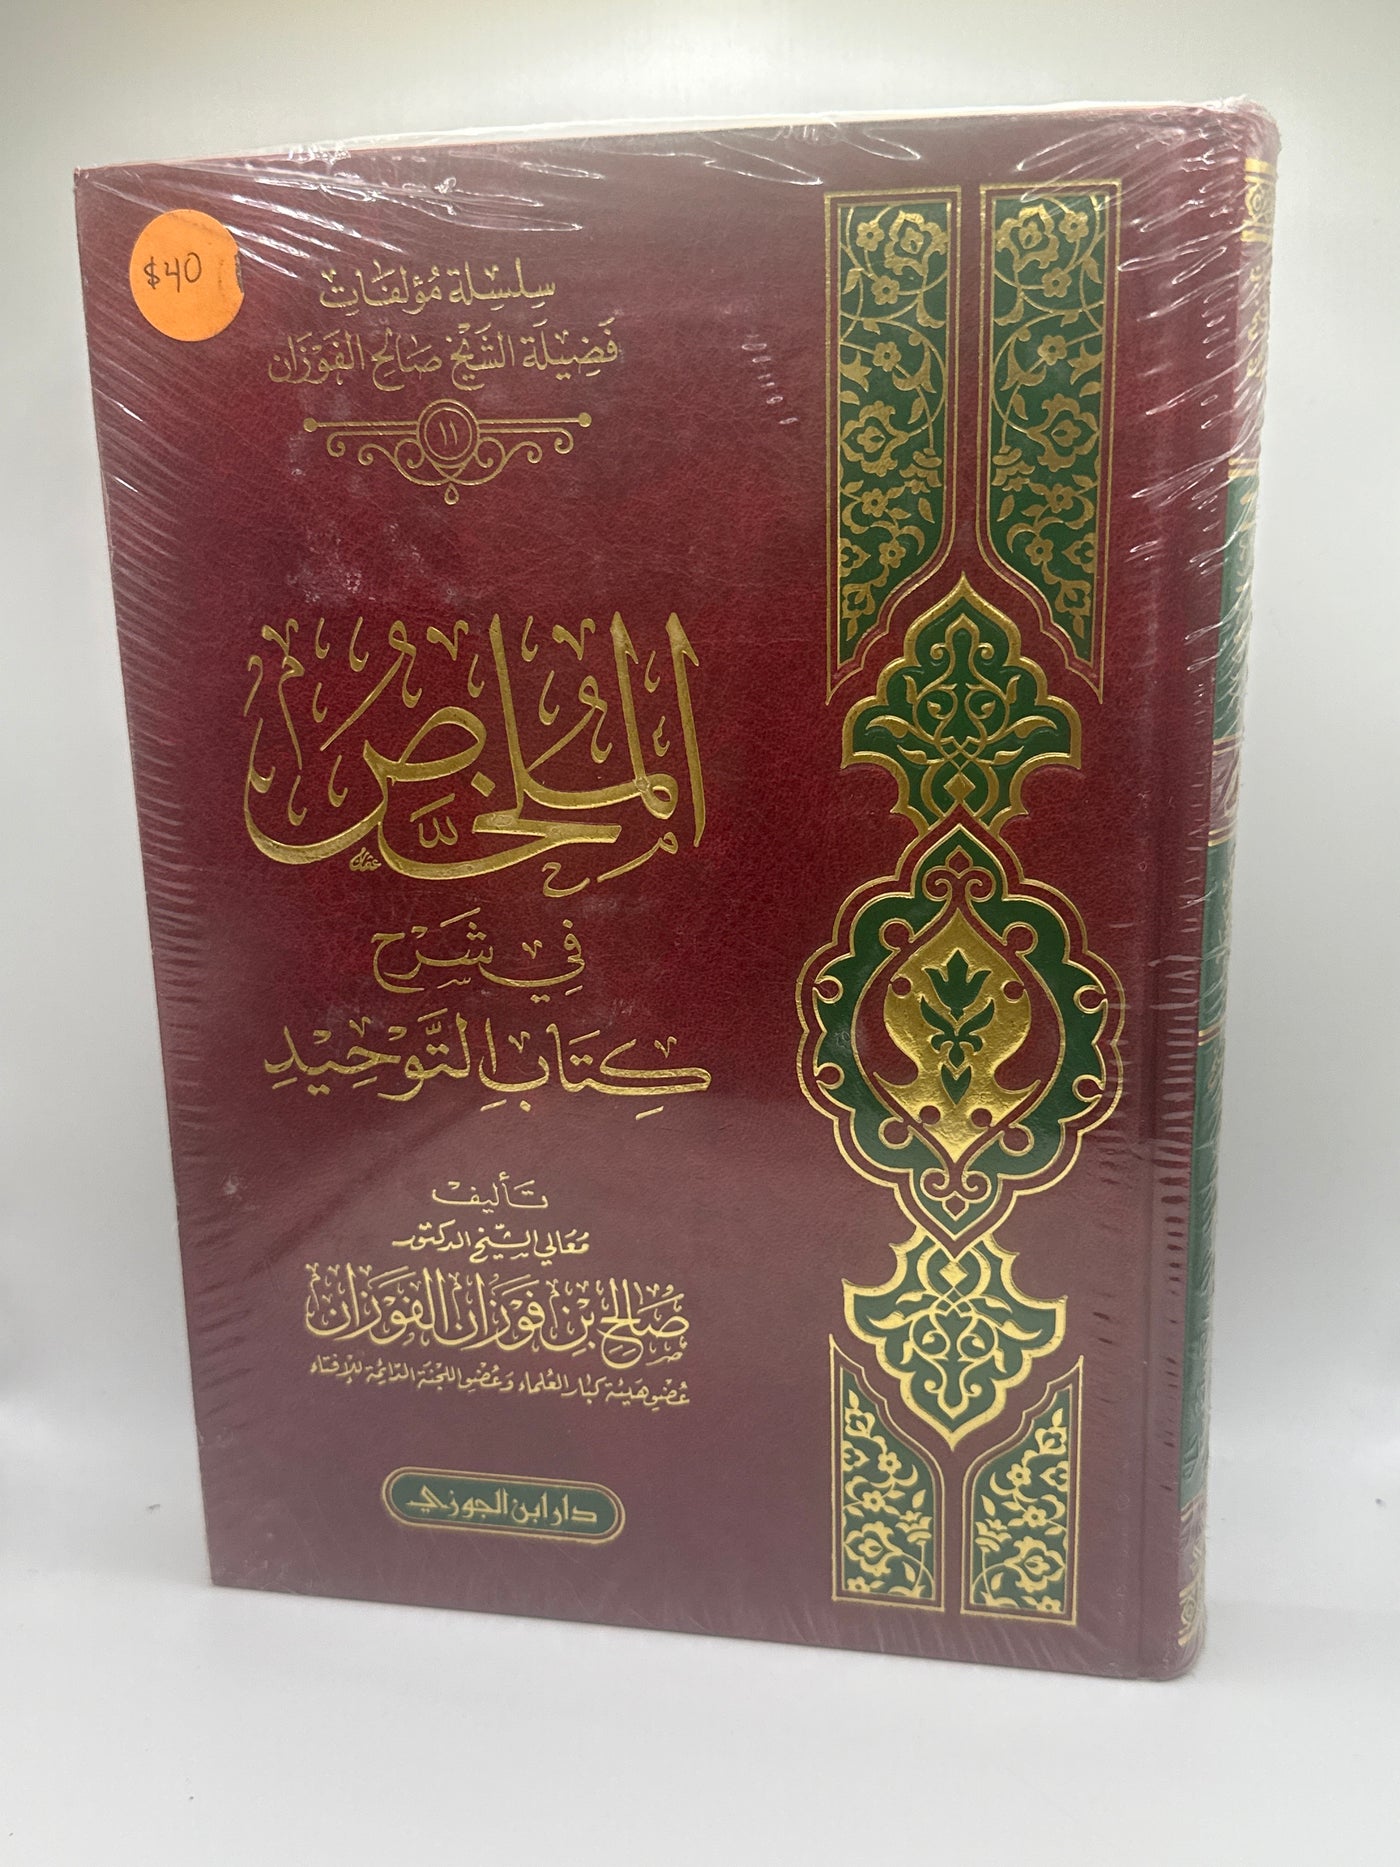 $40
سلسلة مؤلفات
فضيلة الشيخ صالح الفوزان
١١
الملخص
في شرح
كتاب التوحيد
تأليف
معالي الشيخ الدكتور
صالح بن فوزان الفوزان
عضو هيئة كبار العلماء وعضو اللجنة الدائمة للإفتاء
دار ابن الجوزي